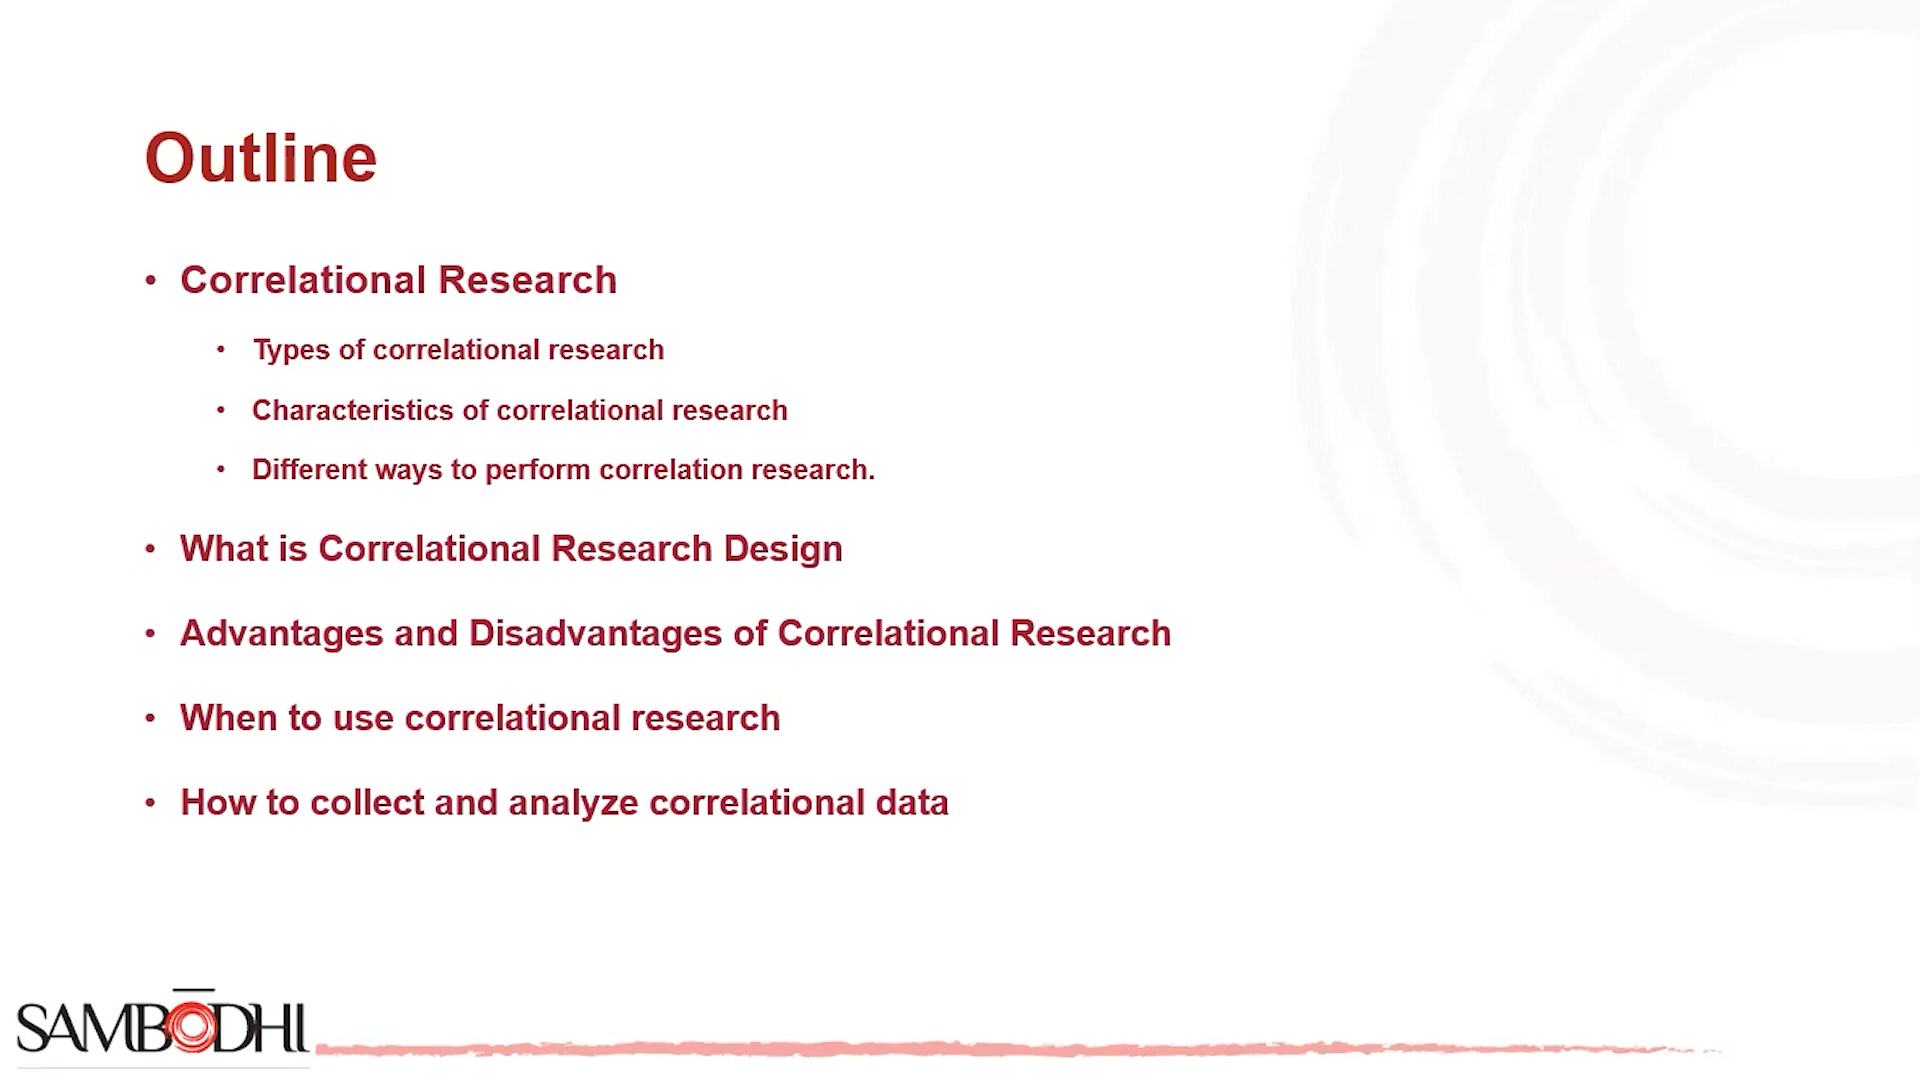 Outline
• Correlational Research
• Types of correlational research
• Characteristics of correlational research
• Different ways to perform correlation research.
• What is Correlational Research Design
• Advantages and Disadvantages of Correlational Research
• When to use correlational research
• How to collect and analyze correlational data
SAMBŌDHI